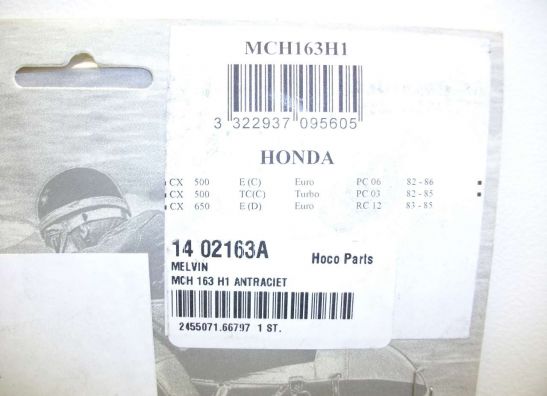 MCH163H1
3 322937 095605
HONDA
CX 500 E (C) Euro PC 06 82 - 86
CX 500 TC(C) Turbo PC 03 82 - 85
CX 650 E (D) Euro RC 12 83 - 85
14 02163A Hoco Parts
MELVIN
MCH 163 H1 ANTRACIET
2455071.66797 1 ST.